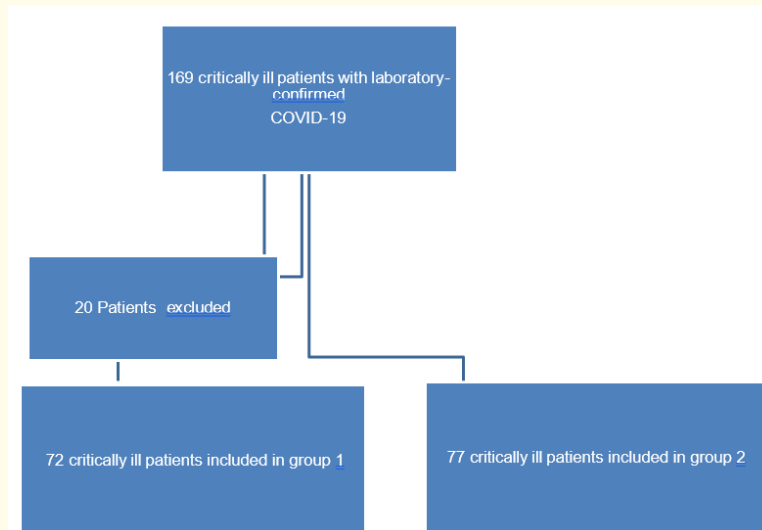 169 critically ill patients with laboratory-
confirmed
COVID-19
20 Patients excluded
72 critically ill patients included in group 1
77 critically ill patients included in group 2